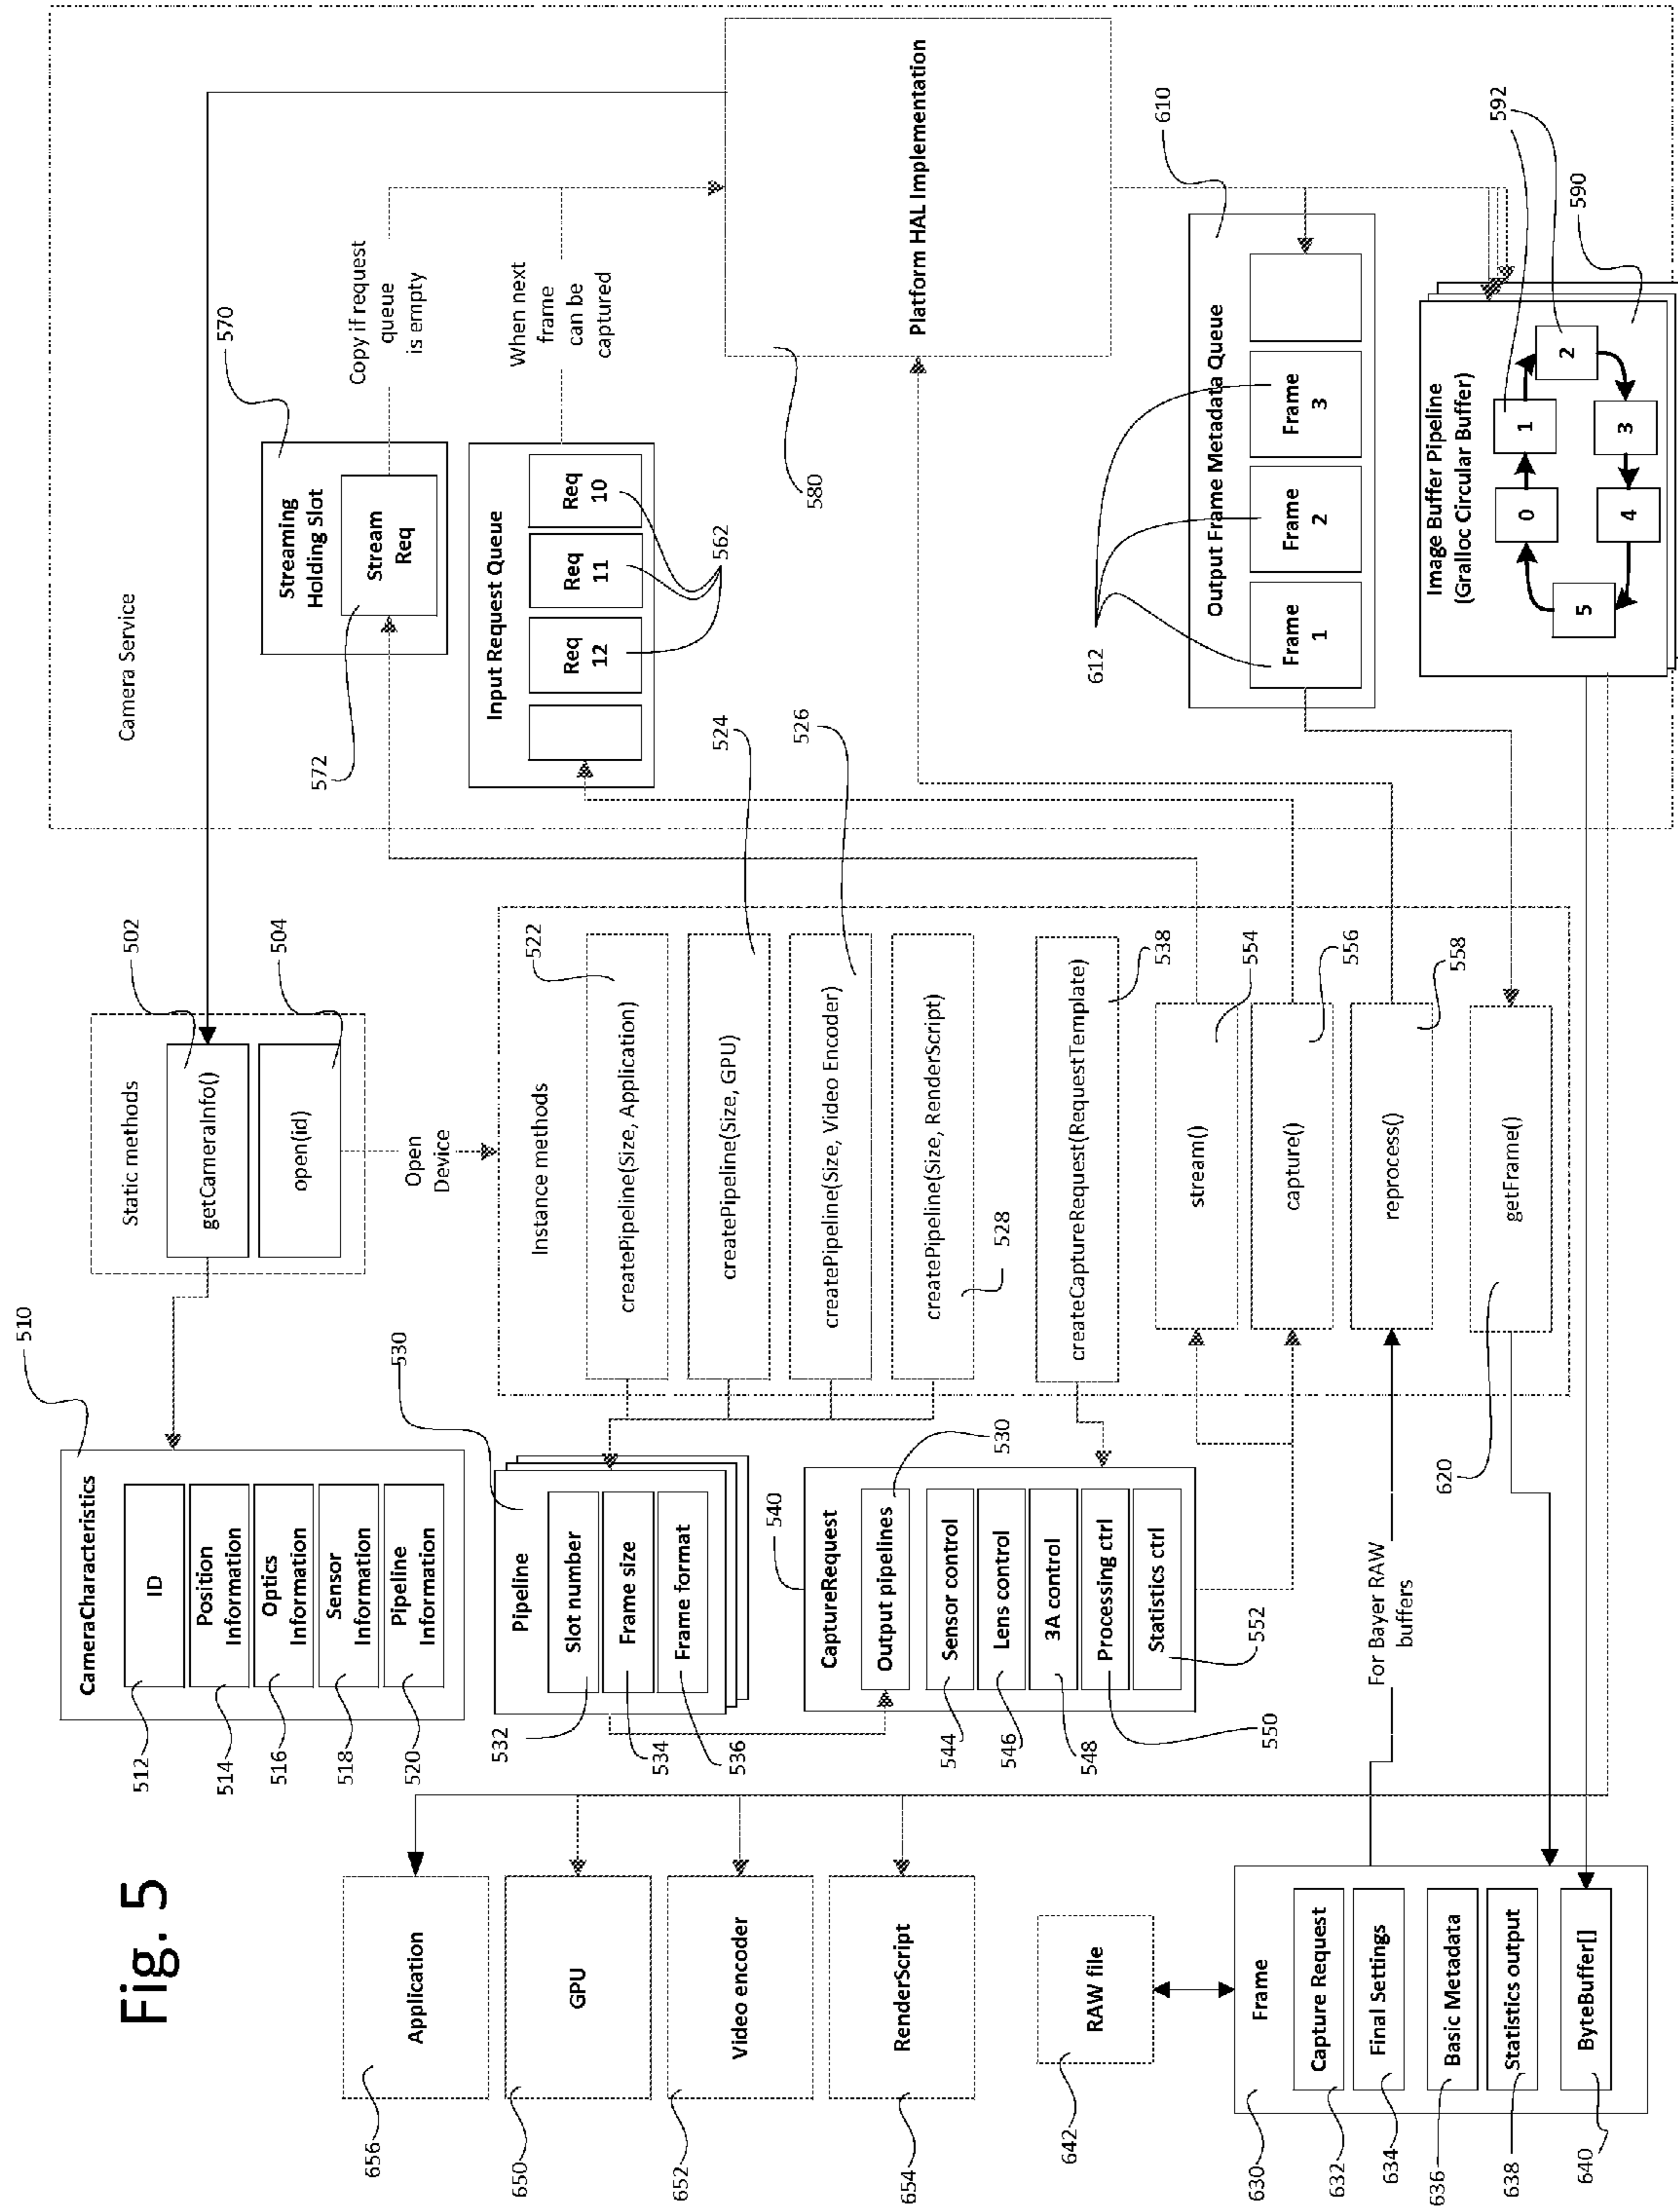 Fig. 5
656
Application
650
GPU
652
Video encoder
654
RenderScript
642
RAW file
630
Frame
632
Capture Request
634
Final Settings
636
Basic Metadata
638
Statistics output
640
ByteBuffer[]
510
CameraCharacteristics
512
ID
514
Position
Information
516
Optics
Information
518
Sensor
Information
520
Pipeline
Information
530
Pipeline
532
Slot number
534
Frame size
536
Frame format
540
CaptureRequest
530
Output pipelines
544
Sensor control
546
Lens control
548
3A control
550
Processing ctrl
552
Statistics ctrl
For Bayer RAW
buffers
Static methods
502
getCameraInfo()
504
open(id)
Open
Device
Instance methods
522
createPipeline(Size, Application)
524
createPipeline(Size, GPU)
526
createPipeline(Size, Video Encoder)
528
createPipeline(Size, RenderScript)
538
createCaptureRequest(RequestTemplate)
554
stream()
556
capture()
558
reprocess()
620
getFrame()
Camera Service
570
Streaming
Holding Slot
572
Stream
Req
Copy if request
queue
is empty
Input Request Queue
Req
12
Req
11
Req
10
562
When next
frame
can be
captured
580
Platform HAL Implementation
610
Output Frame Metadata Queue
612
Frame
1
Frame
2
Frame
3
590
Image Buffer Pipeline
(Gralloc Circular Buffer)
592
0
1
2
3
4
5